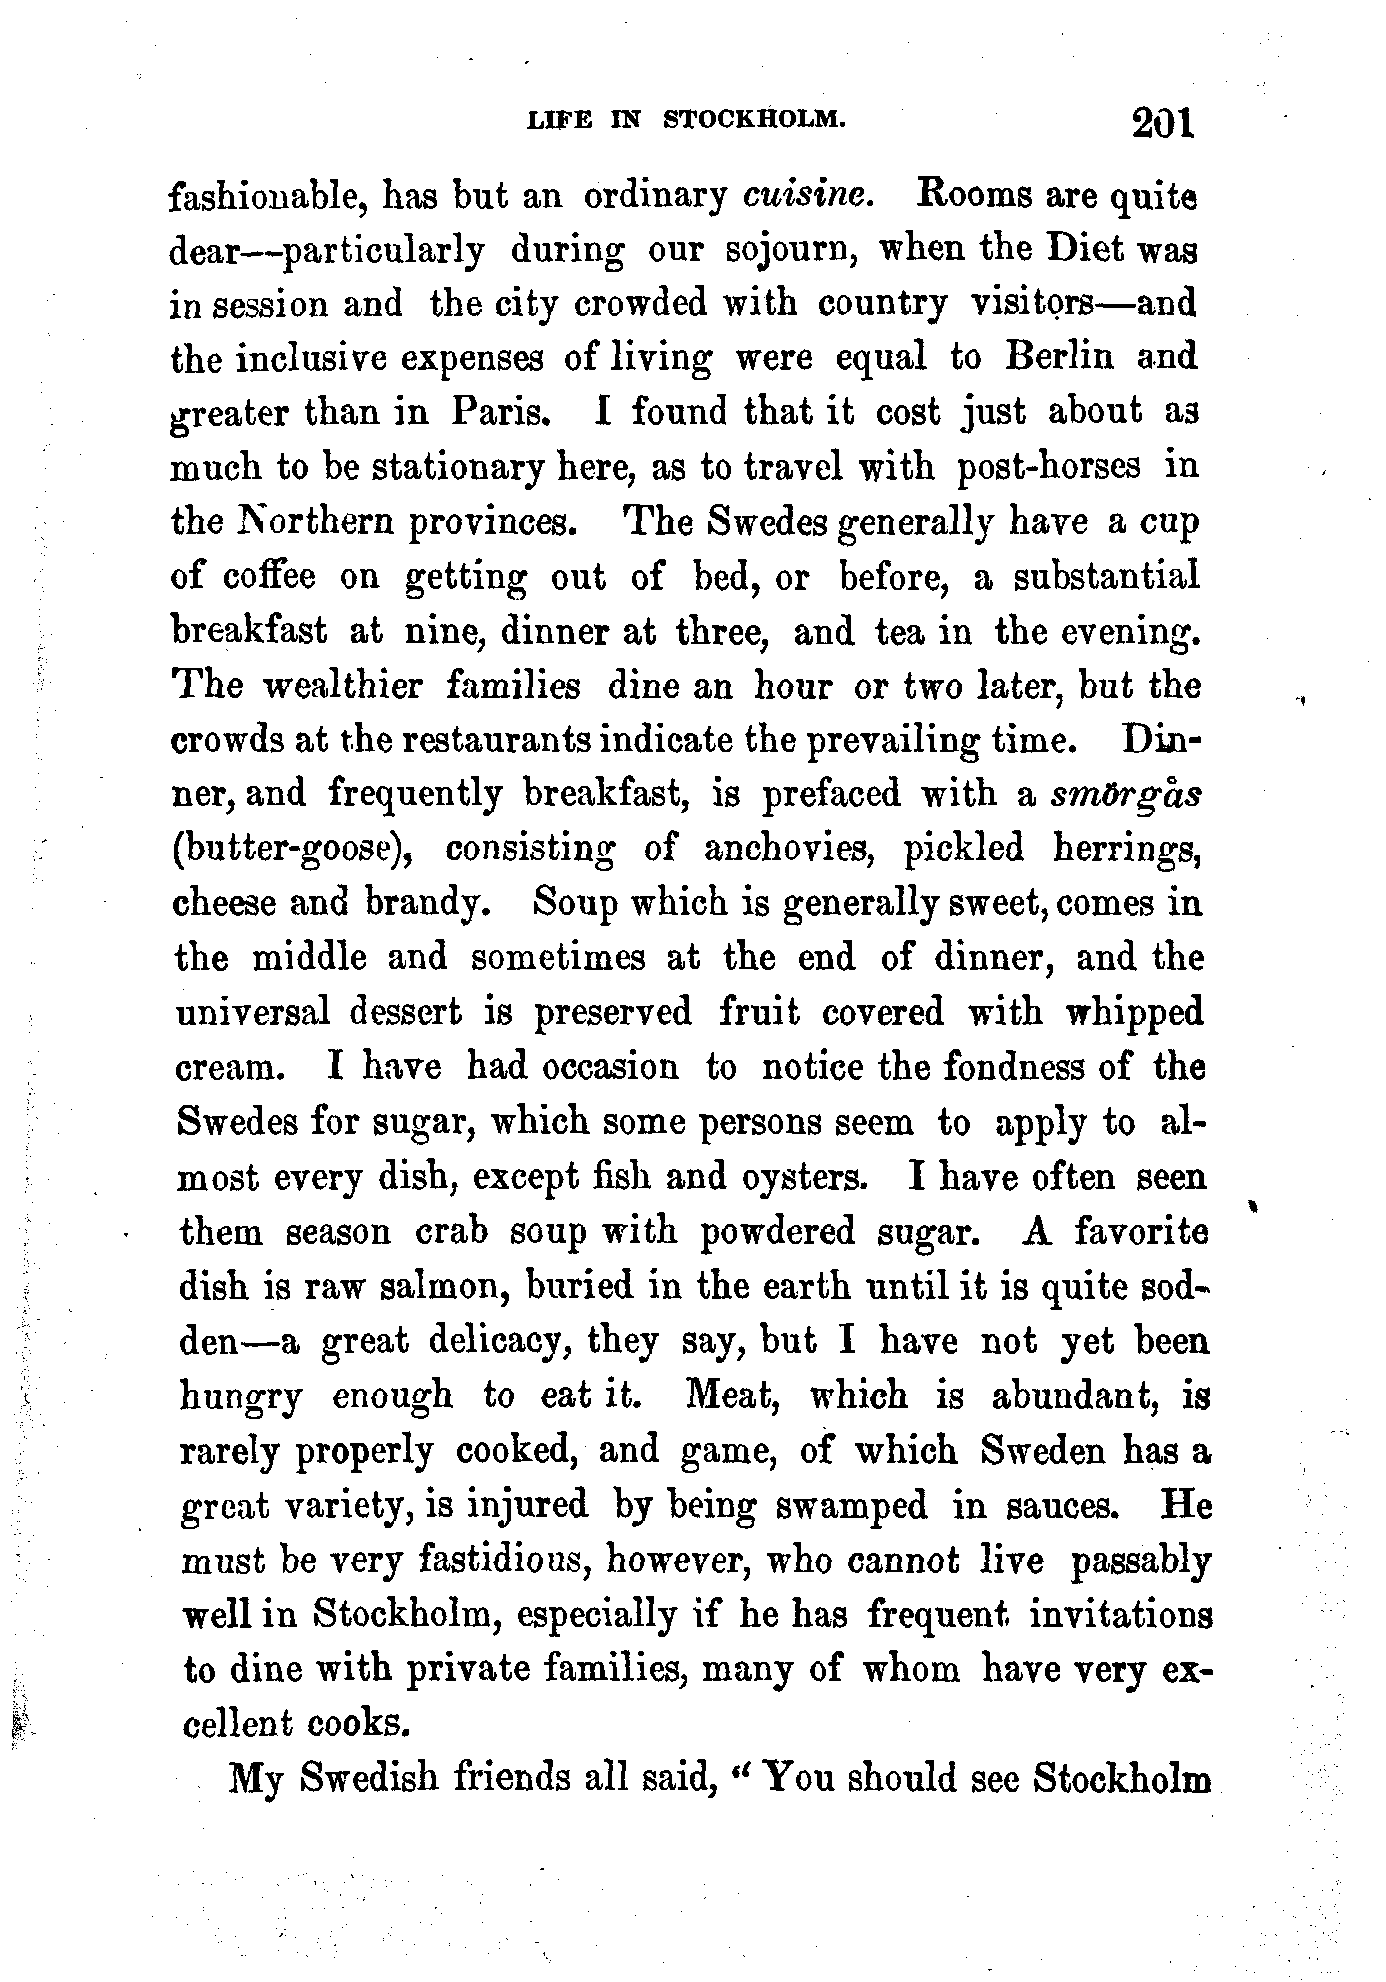 LIFE IN STOCKHOLM. 201
fashionable, has but an ordinary cuisine. Rooms are quite
dear—particularly during our sojourn, when the Diet was
in session and the city crowded with country visitors—and
the inclusive expenses of living were equal to Berlin and
greater than in Paris. I found that it cost just about as
much to be stationary here, as to travel with post-horses in
the Northern provinces. The Swedes generally have a cup
of coffee on getting out of bed, or before, a substantial
breakfast at nine, dinner at three, and tea in the evening.
The wealthier families dine an hour or two later, but the
crowds at the restaurants indicate the prevailing time. Din-
ner, and frequently breakfast, is prefaced with a smörgås
(butter-goose), consisting of anchovies, pickled herrings,
cheese and brandy. Soup which is generally sweet, comes in
the middle and sometimes at the end of dinner, and the
universal dessert is preserved fruit covered with whipped
cream. I have had occasion to notice the fondness of the
Swedes for sugar, which some persons seem to apply to al-
most every dish, except fish and oysters. I have often seen
them season crab soup with powdered sugar. A favorite
dish is raw salmon, buried in the earth until it is quite sod-
den—a great delicacy, they say, but I have not yet been
hungry enough to eat it. Meat, which is abundant, is
rarely properly cooked, and game, of which Sweden has a
great variety, is injured by being swamped in sauces. He
must be very fastidious, however, who cannot live passably
well in Stockholm, especially if he has frequent invitations
to dine with private families, many of whom have very ex-
cellent cooks.
My Swedish friends all said, “You should see Stockholm